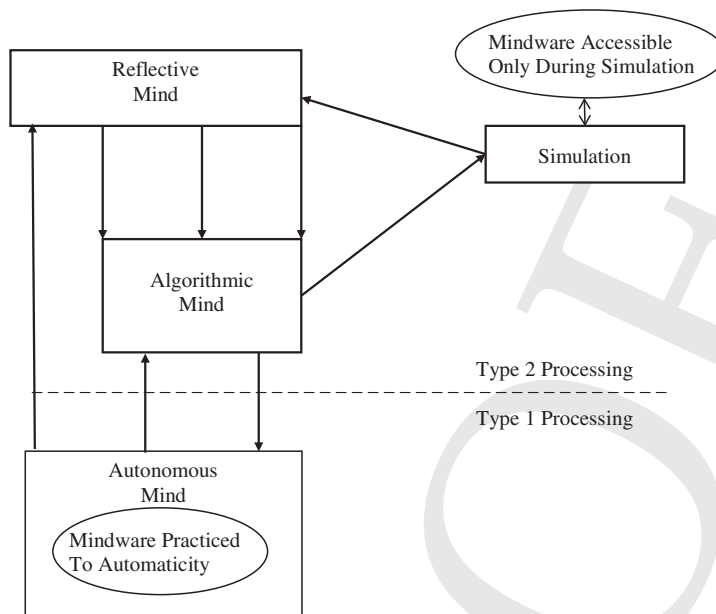 Mindware Accessible
Only During Simulation
Reflective
Mind
Simulation
Algorithmic
Mind
Type 2 Processing
Type 1 Processing
Autonomous
Mind
Mindware Practiced
To Automaticity